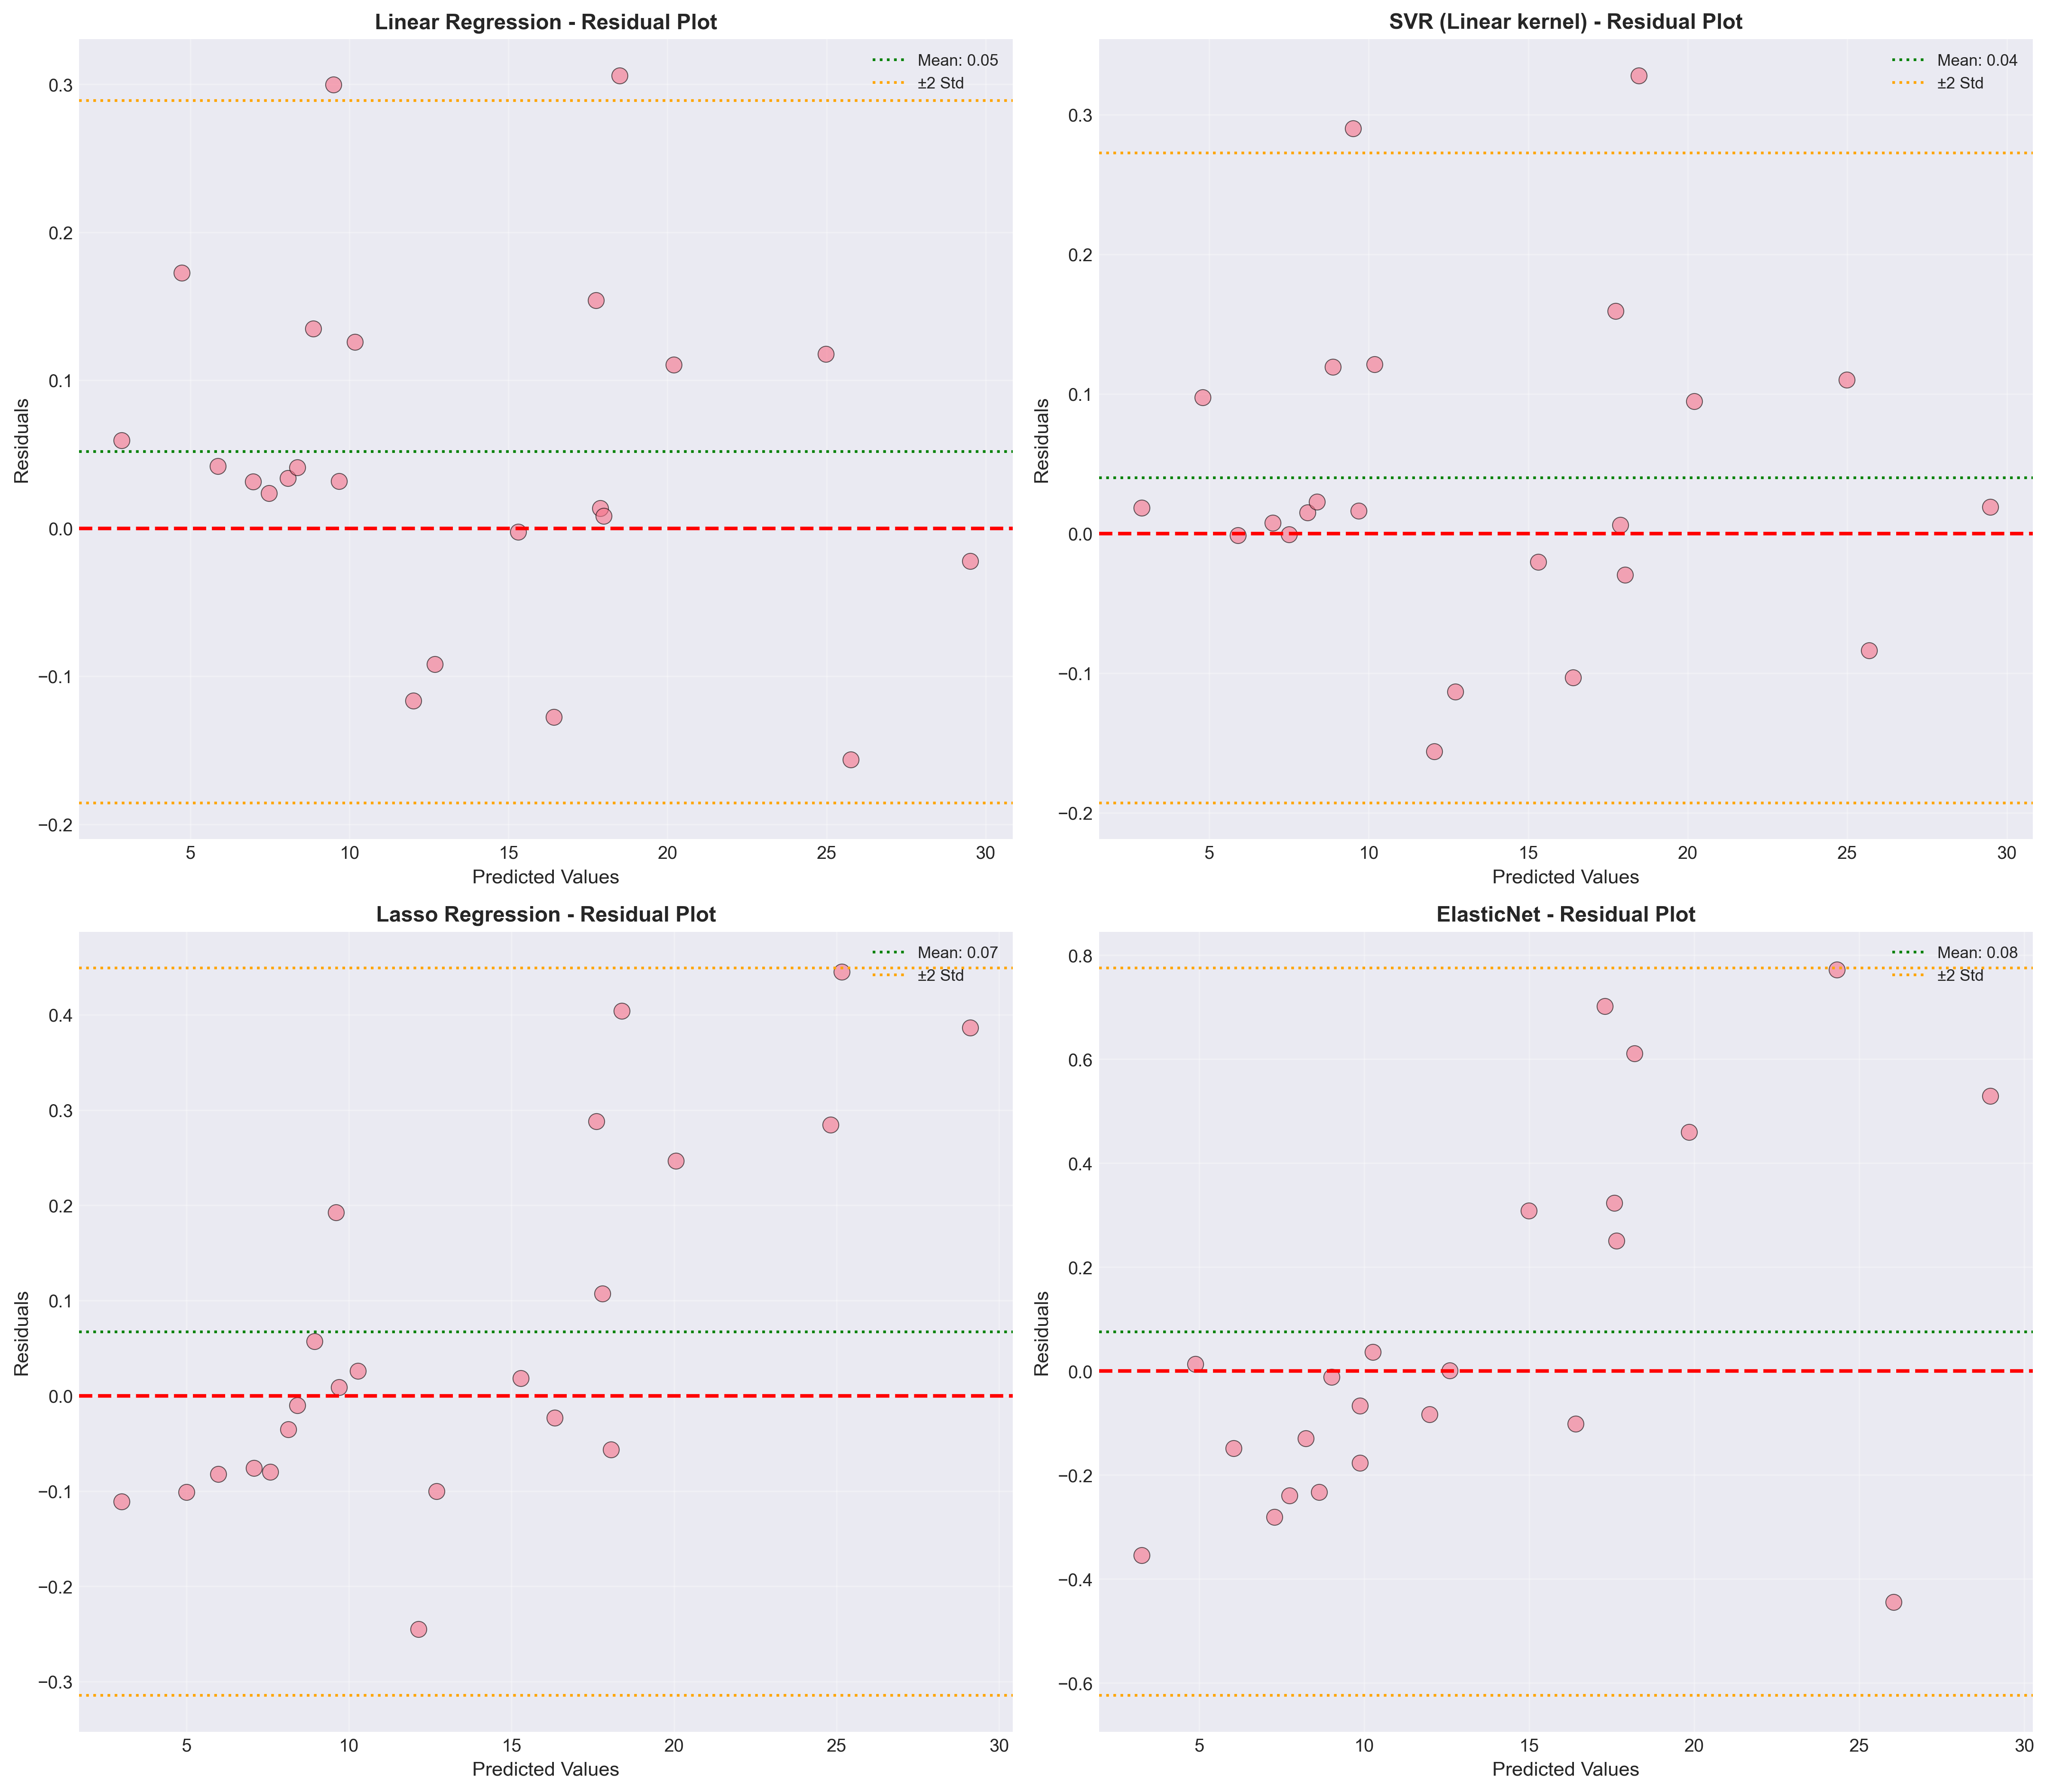 Linear Regression - Residual Plot
Mean: 0.05
±2 Std
0.3
0.2
0.1
0.0
−0.1
−0.2
Residuals
5 10 15 20 25 30
Predicted Values
SVR (Linear kernel) - Residual Plot
Mean: 0.04
±2 Std
0.3
0.2
0.1
0.0
−0.1
−0.2
Residuals
5 10 15 20 25 30
Predicted Values
Lasso Regression - Residual Plot
Mean: 0.07
±2 Std
0.4
0.3
0.2
0.1
0.0
−0.1
−0.2
−0.3
Residuals
5 10 15 20 25 30
Predicted Values
ElasticNet - Residual Plot
Mean: 0.08
±2 Std
0.8
0.6
0.4
0.2
0.0
−0.2
−0.4
−0.6
Residuals
5 10 15 20 25 30
Predicted Values